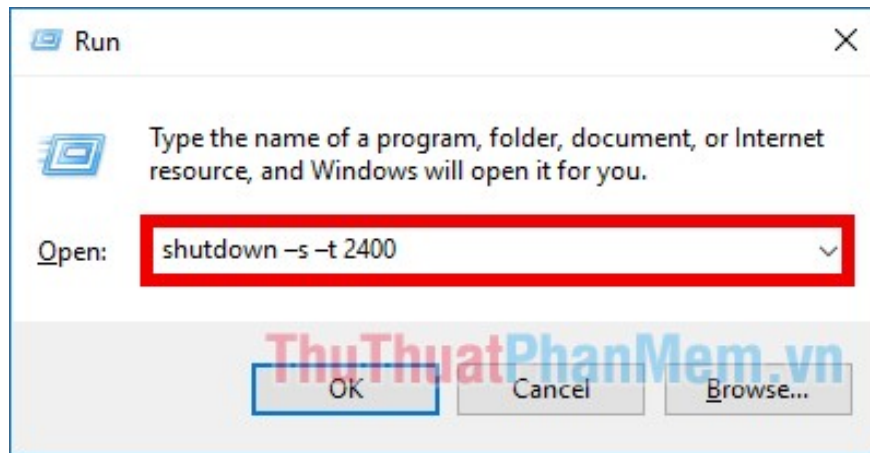 Run
Type the name of a program, folder, document, or Internet
resource, and Windows will open it for you.
Open: shutdown –s –t 2400
ThuThuatPhanMem.vn
OK Cancel Browse...